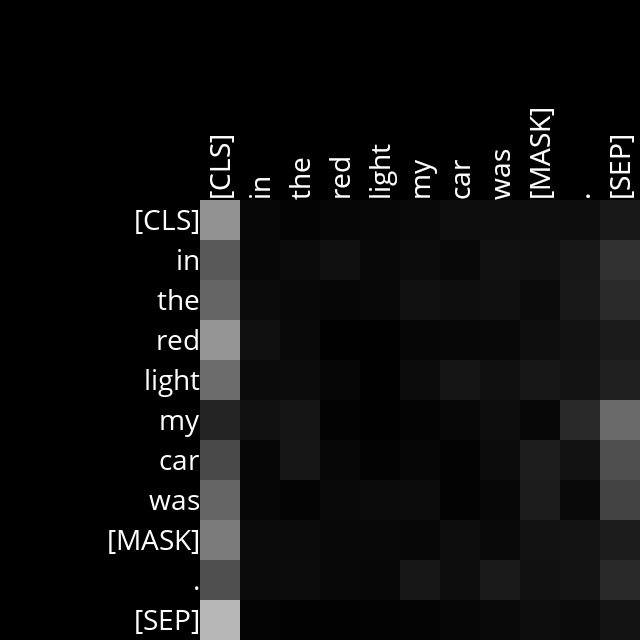 [CLS] in the red light my car was [MASK] . [SEP]
[CLS]
in
the
red
light
my
car
was
[MASK]
.
[SEP]